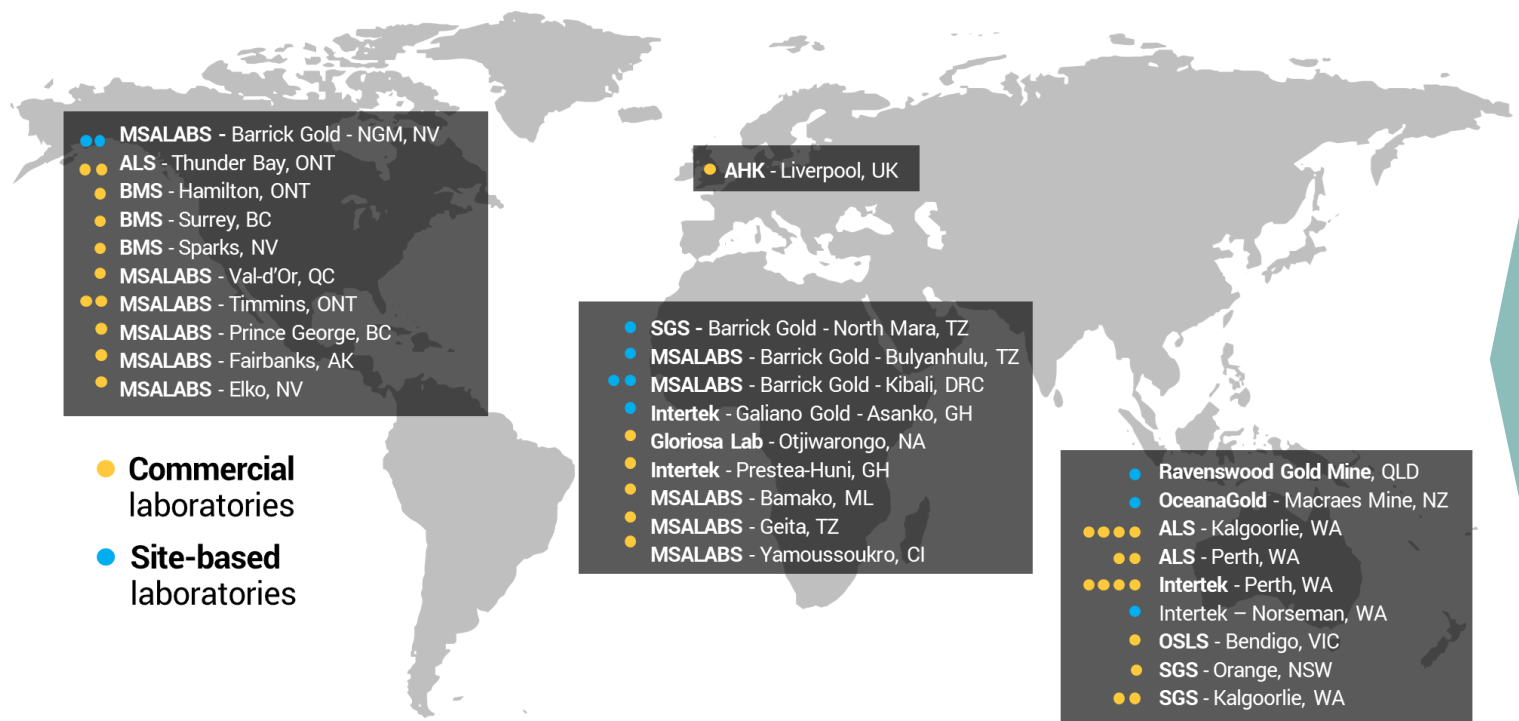 MSALABS - Barrick Gold - NGM, NV
ALS - Thunder Bay, ONT
BMS - Hamilton, ONT
BMS - Surrey, BC
BMS - Sparks, NV
MSALABS - Val-d'Or, QC
MSALABS - Timmins, ONT
MSALABS - Prince George, BC
MSALABS - Fairbanks, AK
MSALABS - Elko, NV
Commercial
laboratories
Site-based
laboratories
AHK - Liverpool, UK
SGS - Barrick Gold - North Mara, TZ
MSALABS - Barrick Gold - Bulyanhulu, TZ
MSALABS - Barrick Gold - Kibali, DRC
Intertek - Galiano Gold - Asanko, GH
Gloriosa Lab - Otjiwarongo, NA
Intertek - Prestea-Huni, GH
MSALABS - Bamako, ML
MSALABS - Geita, TZ
MSALABS - Yamoussoukro, CI
Ravenswood Gold Mine, QLD
OceanaGold - Macraes Mine, NZ
ALS - Kalgoorlie, WA
ALS - Perth, WA
Intertek - Perth, WA
Intertek – Norseman, WA
OSLS - Bendigo, VIC
SGS - Orange, NSW
SGS - Kalgoorlie, WA